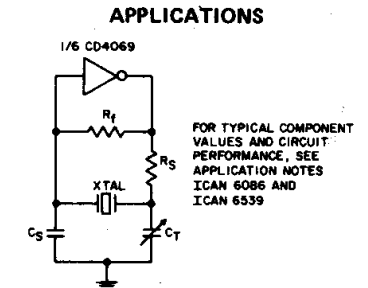 APPLICATIONS
1/6 CD4069
Rf
RS
XTAL
CS
CT
FOR TYPICAL COMPONENT
VALUES AND CIRCUIT
PERFORMANCE, SEE
APPLICATION NOTES
ICAN 6086 AND
ICAN 6539